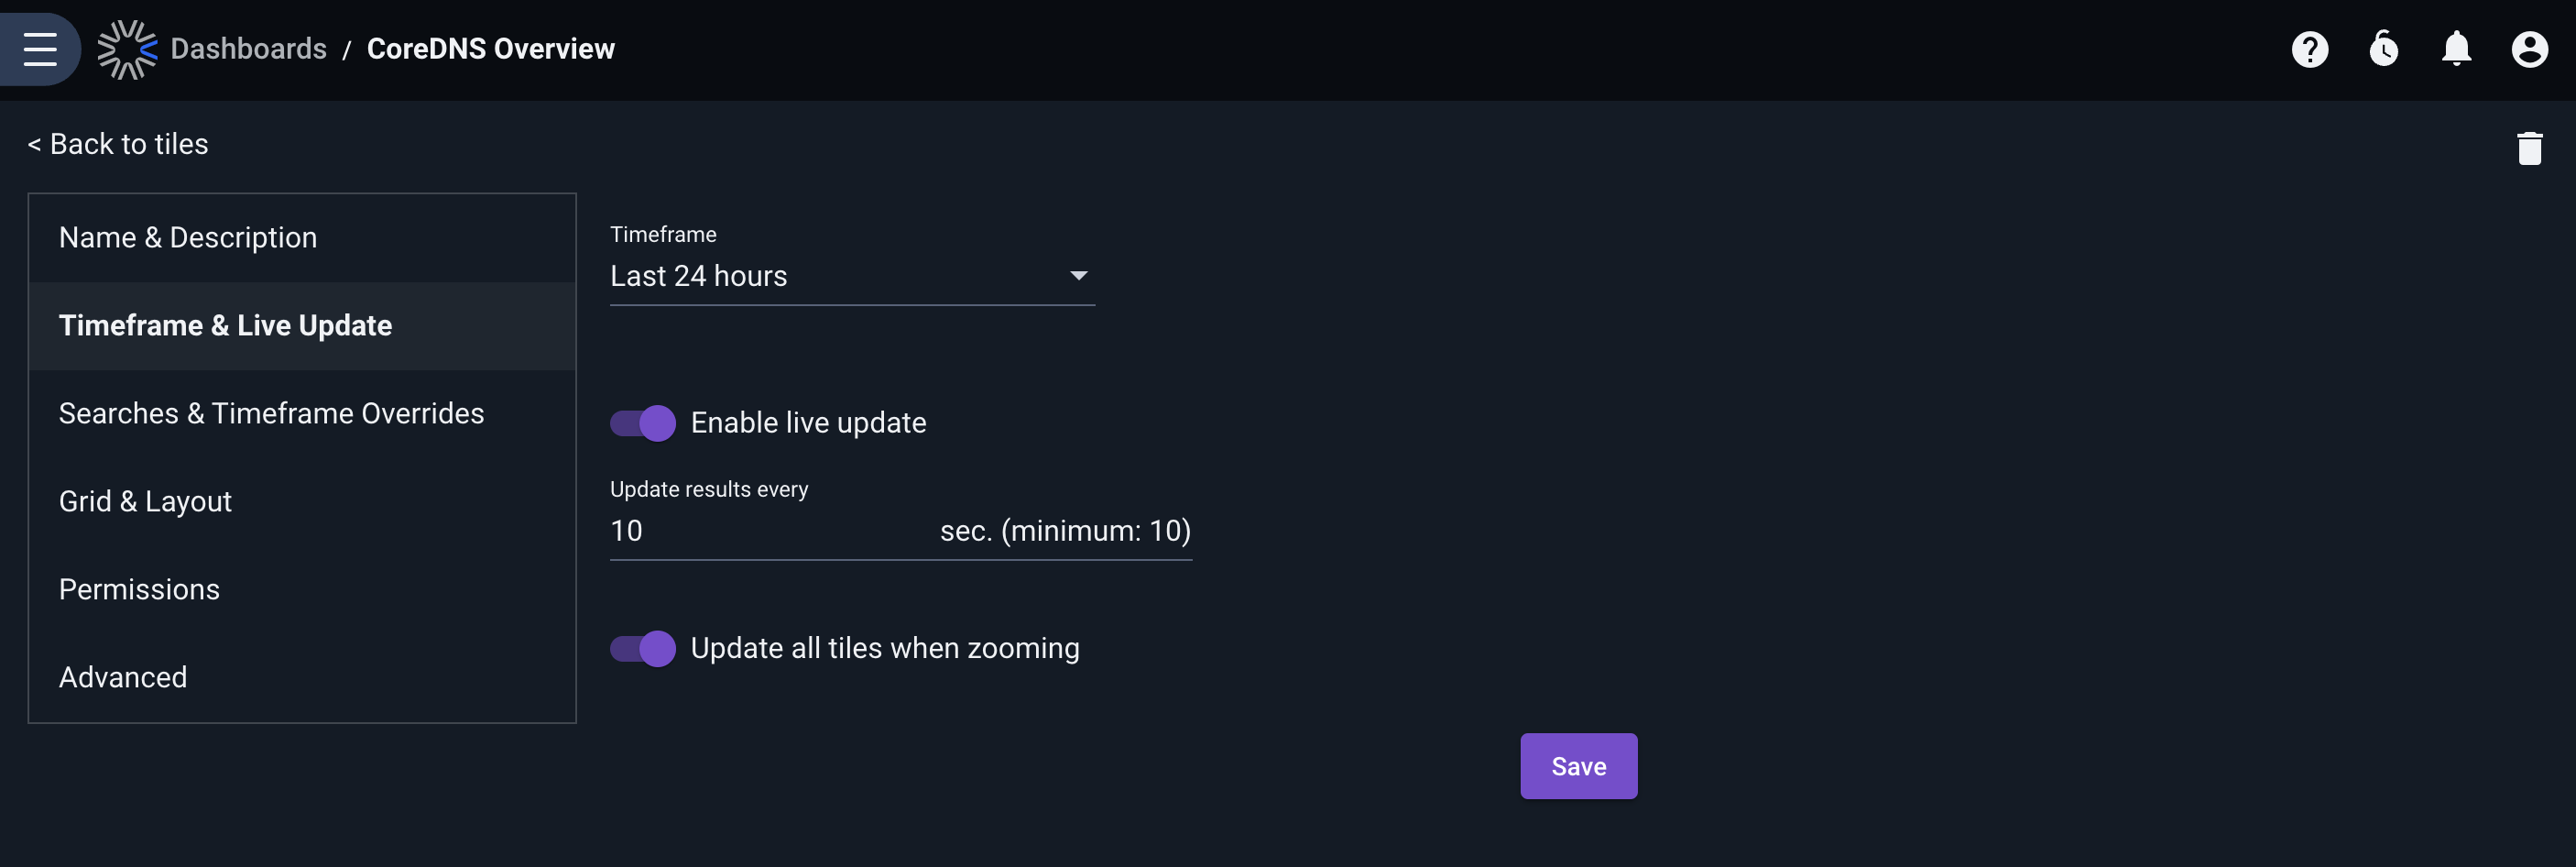 Dashboards / CoreDNS Overview
< Back to tiles
Name & Description
Timeframe & Live Update
Searches & Timeframe Overrides
Grid & Layout
Permissions
Advanced
Timeframe
Last 24 hours
Enable live update
Update results every
10 sec. (minimum: 10)
Update all tiles when zooming
Save